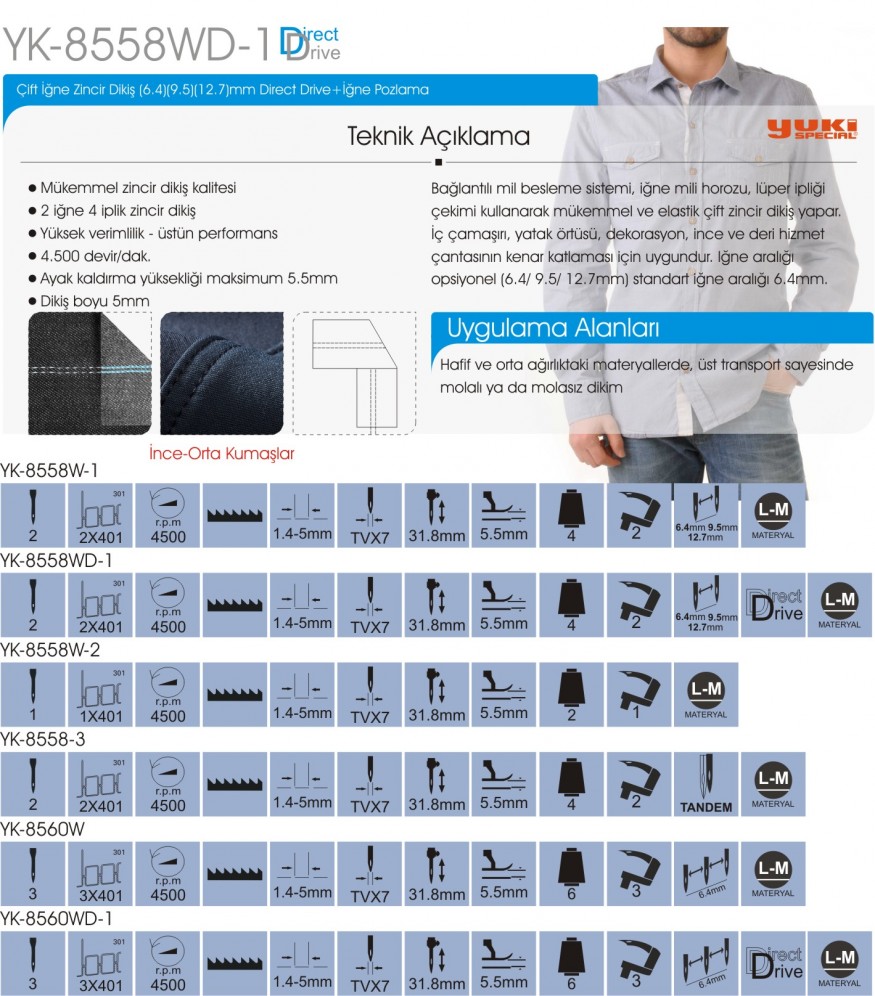 YK-8558WD-1 Direct Drive
Çift İğne Zincir Dikiş (6.4)(9.5)(12.7)mm Direct Drive+İğne Pozlama
YUKI
SPECIAL
Teknik Açıklama
● Mükemmel zincir dikiş kalitesi
● 2 iğne 4 iplik zincir dikiş
● Yüksek verimlilik - üstün performans
● 4.500 devir/dak.
● Ayak kaldırma yüksekliği maksimum 5.5mm
● Dikiş boyu 5mm
Bağlantılı mil besleme sistemi, iğne mili horozu, lüper ipliği
çekimi kullanarak mükemmel ve elastik çift zincir dikiş yapar.
İç çamaşırı, yatak örtüsü, dekorasyon, ince ve deri hizmet
çantasının kenar katlaması için uygundur. İğne aralığı
opsiyonel (6.4/ 9.5/ 12.7mm) standart iğne aralığı 6.4mm.
Uygulama Alanları
Hafif ve orta ağırlıktaki materyallerde, üst transport sayesinde
molalı ya da molasız dikim
İnce-Orta Kumaşlar
YK-8558W-1
2 301 2X401 r.p.m 4500 1.4-5mm TVX7 31.8mm 5.5mm 4 2 6.4mm 9.5mm 12.7mm L-M MATERYAL
YK-8558WD-1
2 301 2X401 r.p.m 4500 1.4-5mm TVX7 31.8mm 5.5mm 4 2 6.4mm 9.5mm 12.7mm Direct Drive L-M MATERYAL
YK-8558W-2
1 301 1X401 r.p.m 4500 1.4-5mm TVX7 31.8mm 5.5mm 2 1 L-M MATERYAL
YK-8558-3
2 301 2X401 r.p.m 4500 1.4-5mm TVX7 31.8mm 5.5mm 4 2 TANDEM L-M MATERYAL
YK-8560W
3 301 3X401 r.p.m 4500 1.4-5mm TVX7 31.8mm 5.5mm 6 3 6.4mm L-M MATERYAL
YK-8560WD-1
3 301 3X401 r.p.m 4500 1.4-5mm TVX7 31.8mm 5.5mm 6 3 6.4mm Direct Drive L-M MATERYAL